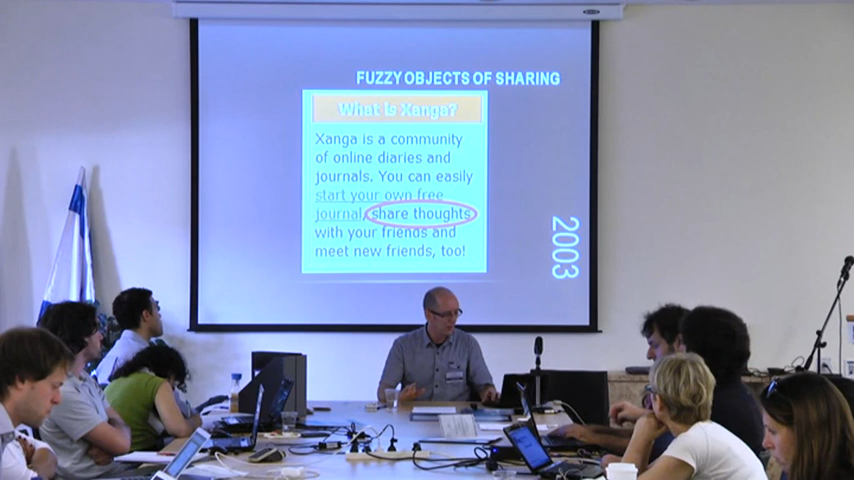 FUZZY OBJECTS OF SHARING
What is Xanga?
Xanga is a community
of online diaries and
journals. You can easily
start your own free
journal, share thoughts
with your friends and
meet new friends, too!
2003